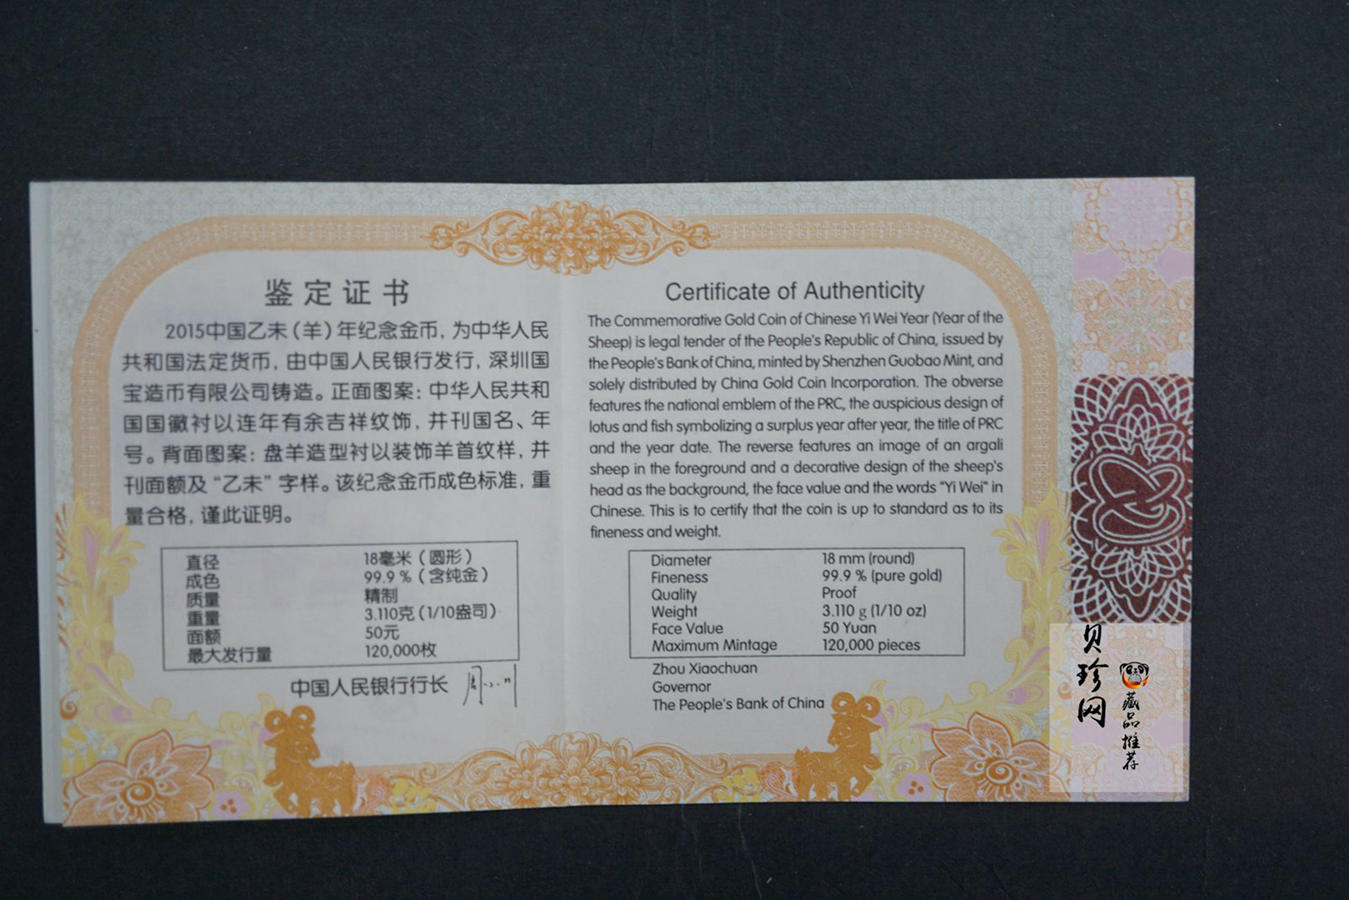 鉴定证书
2015中国乙未(羊)年纪念金币，为中华人民
共和国法定货币，由中国人民银行发行，深圳国
宝造币有限公司铸造。正面图案：中华人民共和
国国徽衬以连年有余吉祥纹饰，并刊国名、年
号。背面图案：盘羊造型衬以装饰羊首纹样，并
刊面额及“乙未”字样。该纪念金币成色标准，重
量合格，谨此证明。
直径 18毫米（圆形）
成色 99.9 %（含纯金）
质量 精制
重量 3.110克（1/10盎司）
面额 50元
最大发行量 120,000枚
中国人民银行行长
Certificate of Authenticity
The Commemorative Gold Coin of Chinese Yi Wei Year (Year of the
Sheep) is legal tender of the People's Republic of China, issued by
the People's Bank of China, minted by Shenzhen Guobao Mint, and
solely distributed by China Gold Coin Incorporation. The obverse
features the national emblem of the PRC, the auspicious design of
lotus and fish symbolizing a surplus year after year, the title of PRC
and the year date. The reverse features an image of an argali
sheep in the foreground and a decorative design of the sheep's
head as the background, the face value and the words "Yi Wei" in
Chinese. This is to certify that the coin is up to standard as to its
fineness and weight.
Diameter 18 mm (round)
Fineness 99.9 % (pure gold)
Quality Proof
Weight 3.110 g (1/10 oz)
Face Value 50 Yuan
Maximum Mintage 120,000 pieces
Zhou Xiaochuan
Governor
The People's Bank of China
贝珍网
藏品推荐